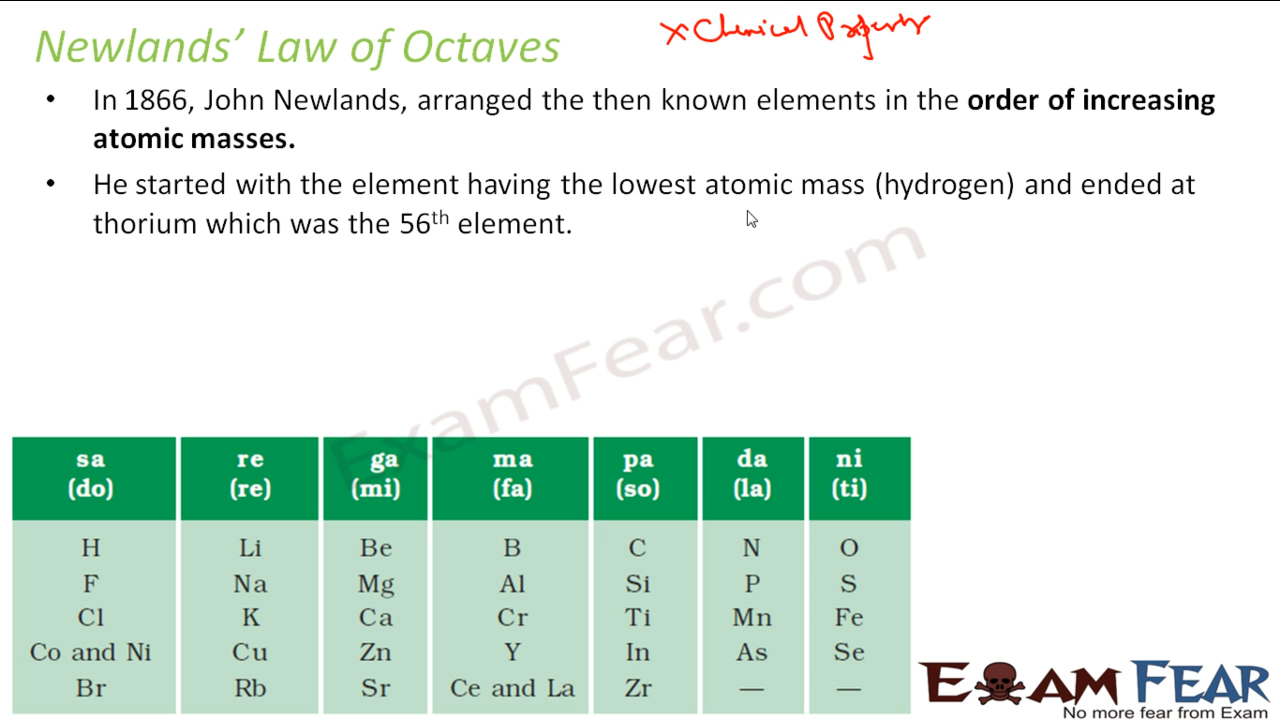 Newlands’ Law of Octaves
× Chemical Property
• In 1866, John Newlands, arranged the then known elements in the order of increasing
atomic masses.
• He started with the element having the lowest atomic mass (hydrogen) and ended at
thorium which was the 56th element.
ExamFear.com
sa re ga ma pa da ni
(do) (re) (mi) (fa) (so) (la) (ti)
H Li Be B C N O
F Na Mg Al Si P S
Cl K Ca Cr Ti Mn Fe
Co and Ni Cu Zn Y In As Se
Br Rb Sr Ce and La Zr — —
EXAM FEAR
No more fear from Exam